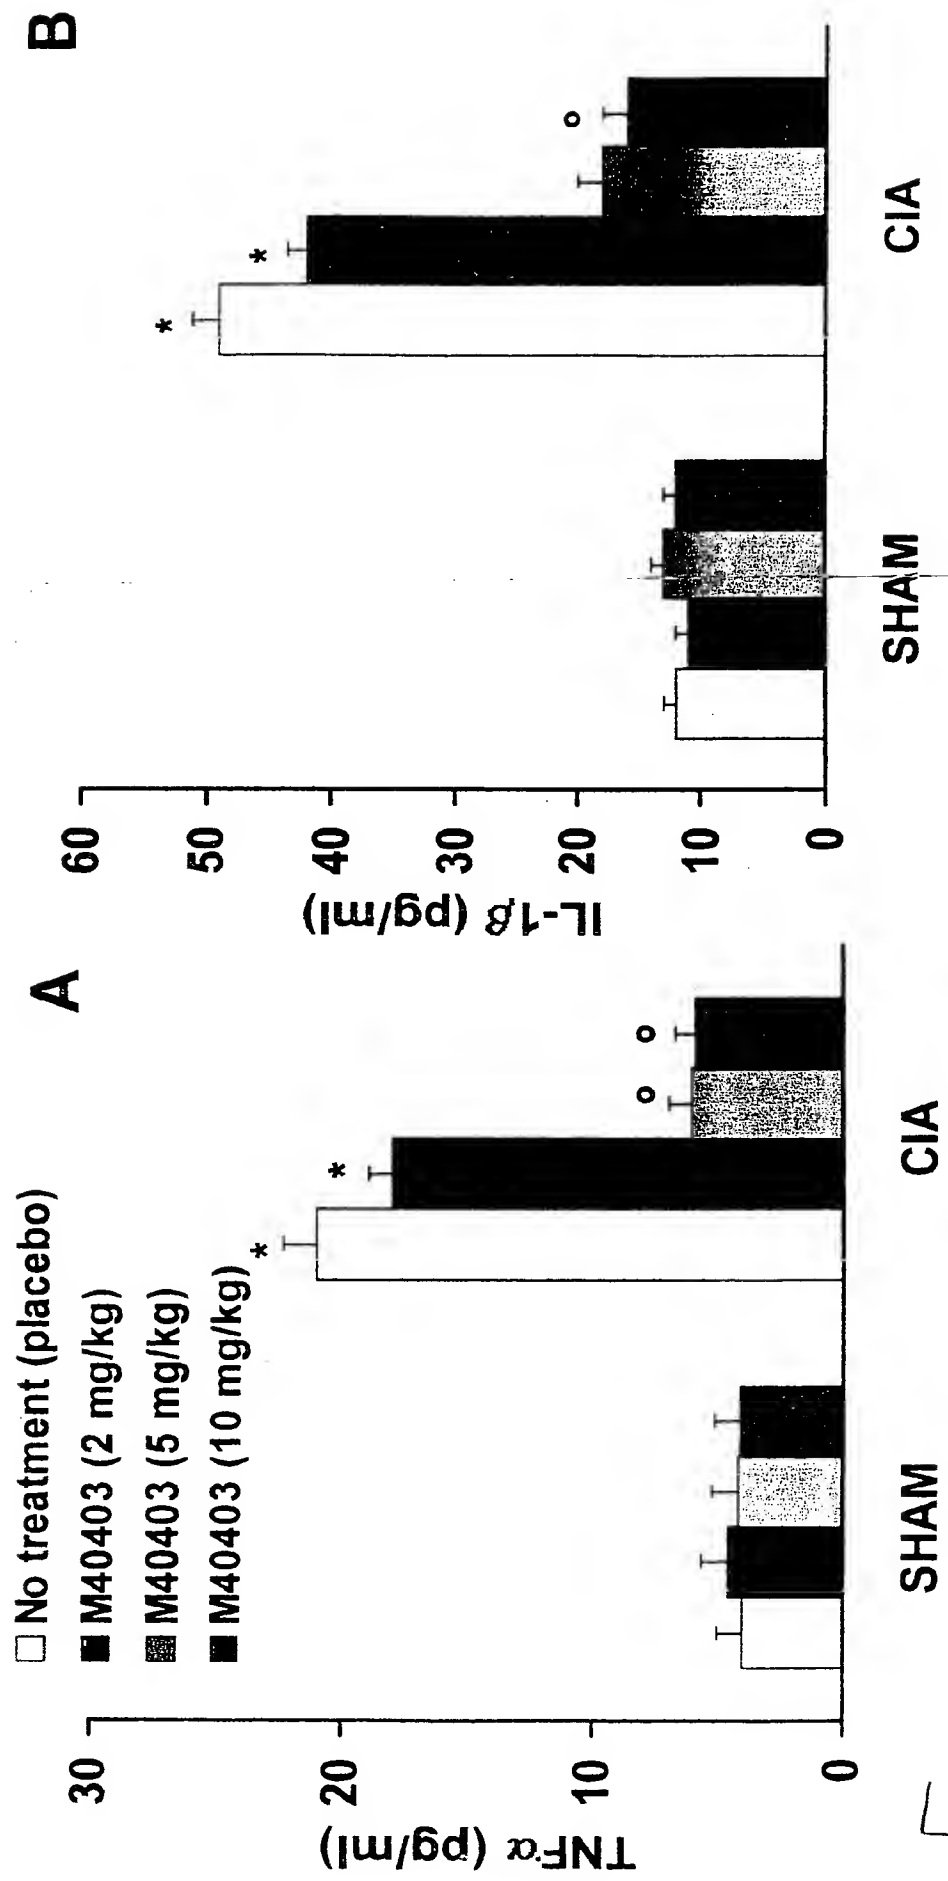 A
No treatment (placebo)
M40403 (2 mg/kg)
M40403 (5 mg/kg)
M40403 (10 mg/kg)
TNFα (pg/ml)
30
20
10
0
*
*
o
o
SHAM
CIA
B
IL-1β (pg/ml)
60
50
40
30
20
10
0
*
*
o
SHAM
CIA